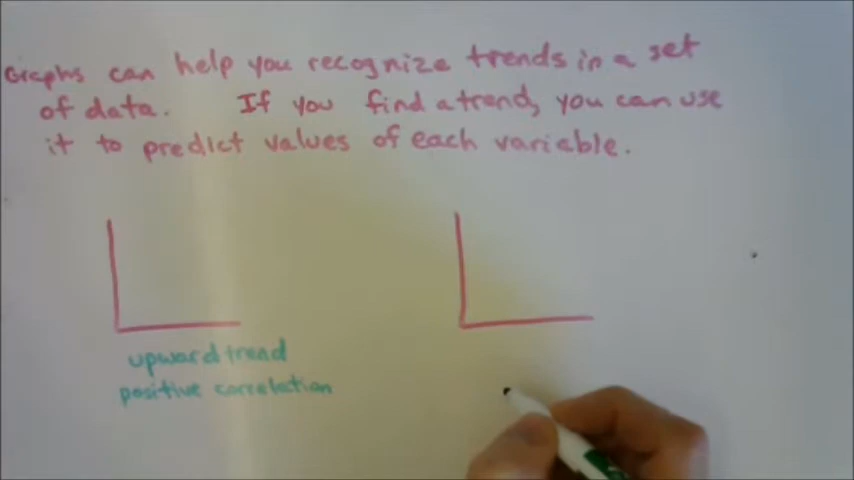 Graphs can help you recognize trends in a set
of data. If you find a trend, you can use
it to predict values of each variable.
upward trend
positive correlation